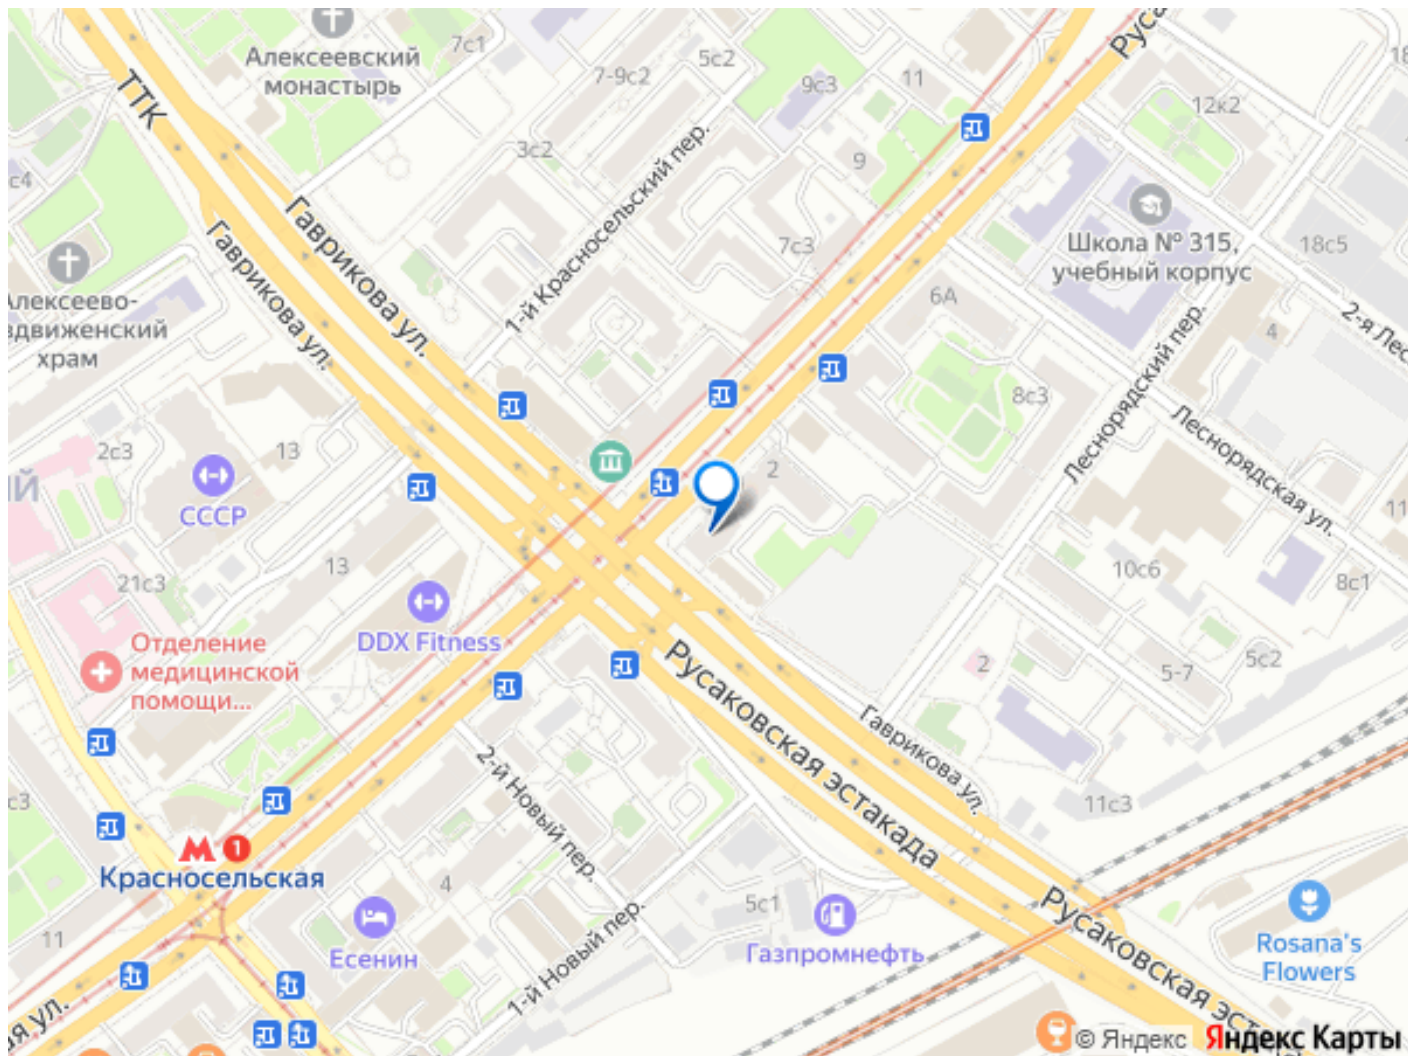 Руса
Алексеевский
монастырь
7с1
5с2
7-9с2
11
9с3
12к2
18
ТТК
3с2
9
с4
1-й Красносельский пер.
Гаврикова ул.
Гаврикова ул.
7с3
Школа № 315,
учебный корпус
18с5
Алексеево-
здвиженский
храм
6А
4
2-я Лес
8с3
Леснорядский пер.
Леснорядская ул.
2с3
13
СССР
2
Й
11
13
21с3
10с6
8с1
DDX Fitness
Отделение
медицинской
помощи...
2
5-7
5с2
Русаковская эстакада
Гаврикова ул.
2-й Новый пер.
11с3
с3
1
Красносельская
4
5с1
Русаковская эста
11
Есенин
1-й Новый пер.
Газпромнефть
Rosana's
Flowers
ая ул.
© Яндекс Яндекс Карты